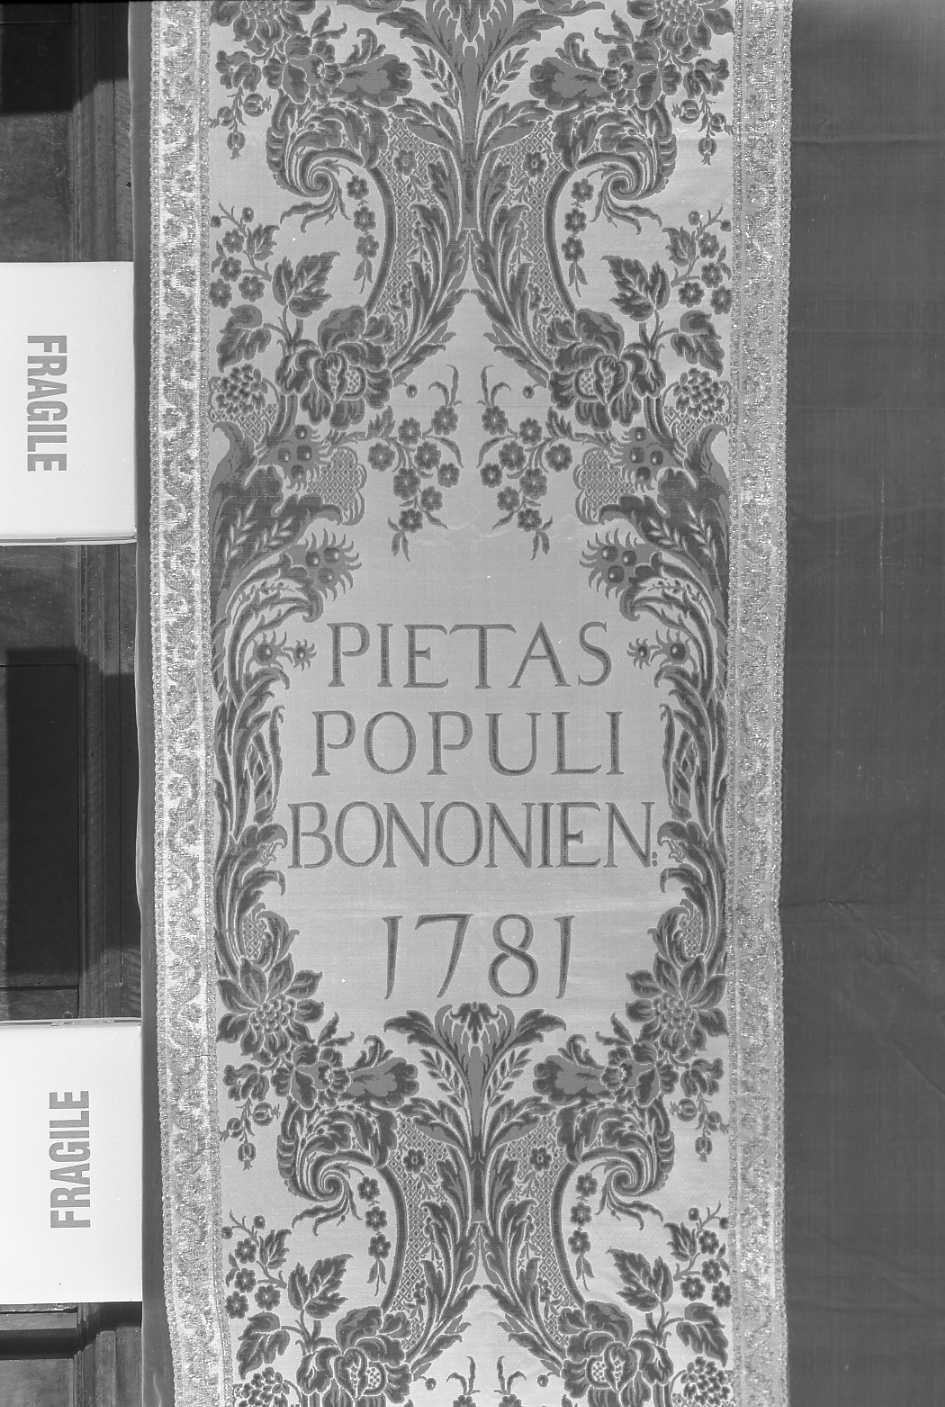 FRAGILE
PIETAS
POPULI
BONONIEN:
1781
FRAGILE